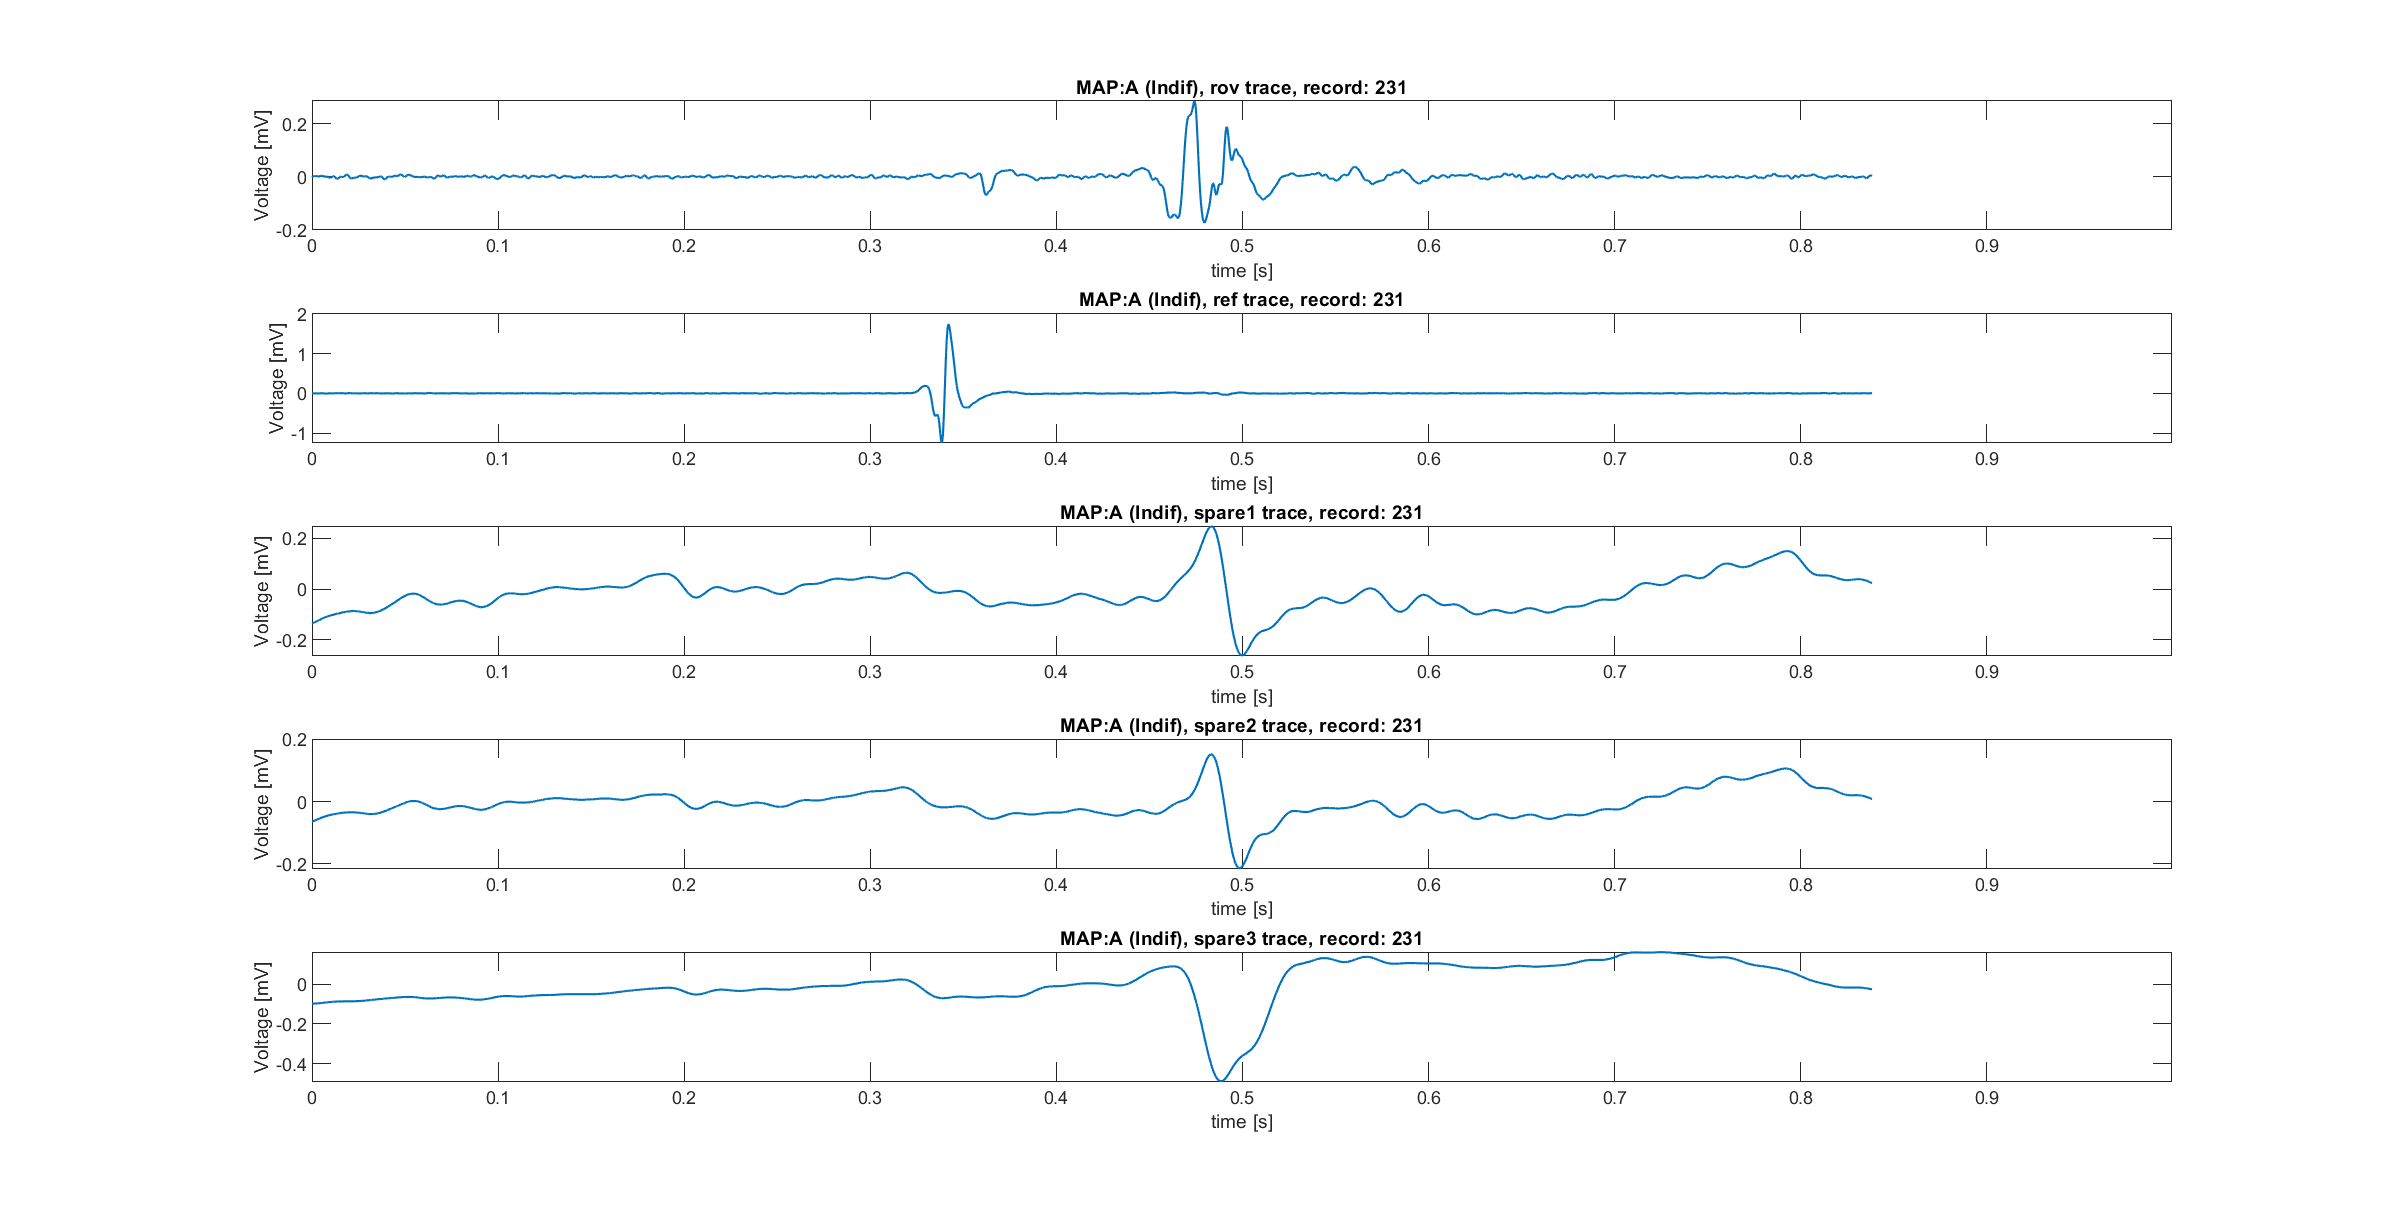 MAP:A (Indif), rov trace, record: 231
Voltage [mV]
0.2
0
-0.2
0 0.1 0.2 0.3 0.4 0.5 0.6 0.7 0.8 0.9
time [s]
MAP:A (Indif), ref trace, record: 231
Voltage [mV]
2
1
0
-1
0 0.1 0.2 0.3 0.4 0.5 0.6 0.7 0.8 0.9
time [s]
MAP:A (Indif), spare1 trace, record: 231
Voltage [mV]
0.2
0
-0.2
0 0.1 0.2 0.3 0.4 0.5 0.6 0.7 0.8 0.9
time [s]
MAP:A (Indif), spare2 trace, record: 231
Voltage [mV]
0.2
0
-0.2
0 0.1 0.2 0.3 0.4 0.5 0.6 0.7 0.8 0.9
time [s]
MAP:A (Indif), spare3 trace, record: 231
Voltage [mV]
0
-0.2
-0.4
0 0.1 0.2 0.3 0.4 0.5 0.6 0.7 0.8 0.9
time [s]